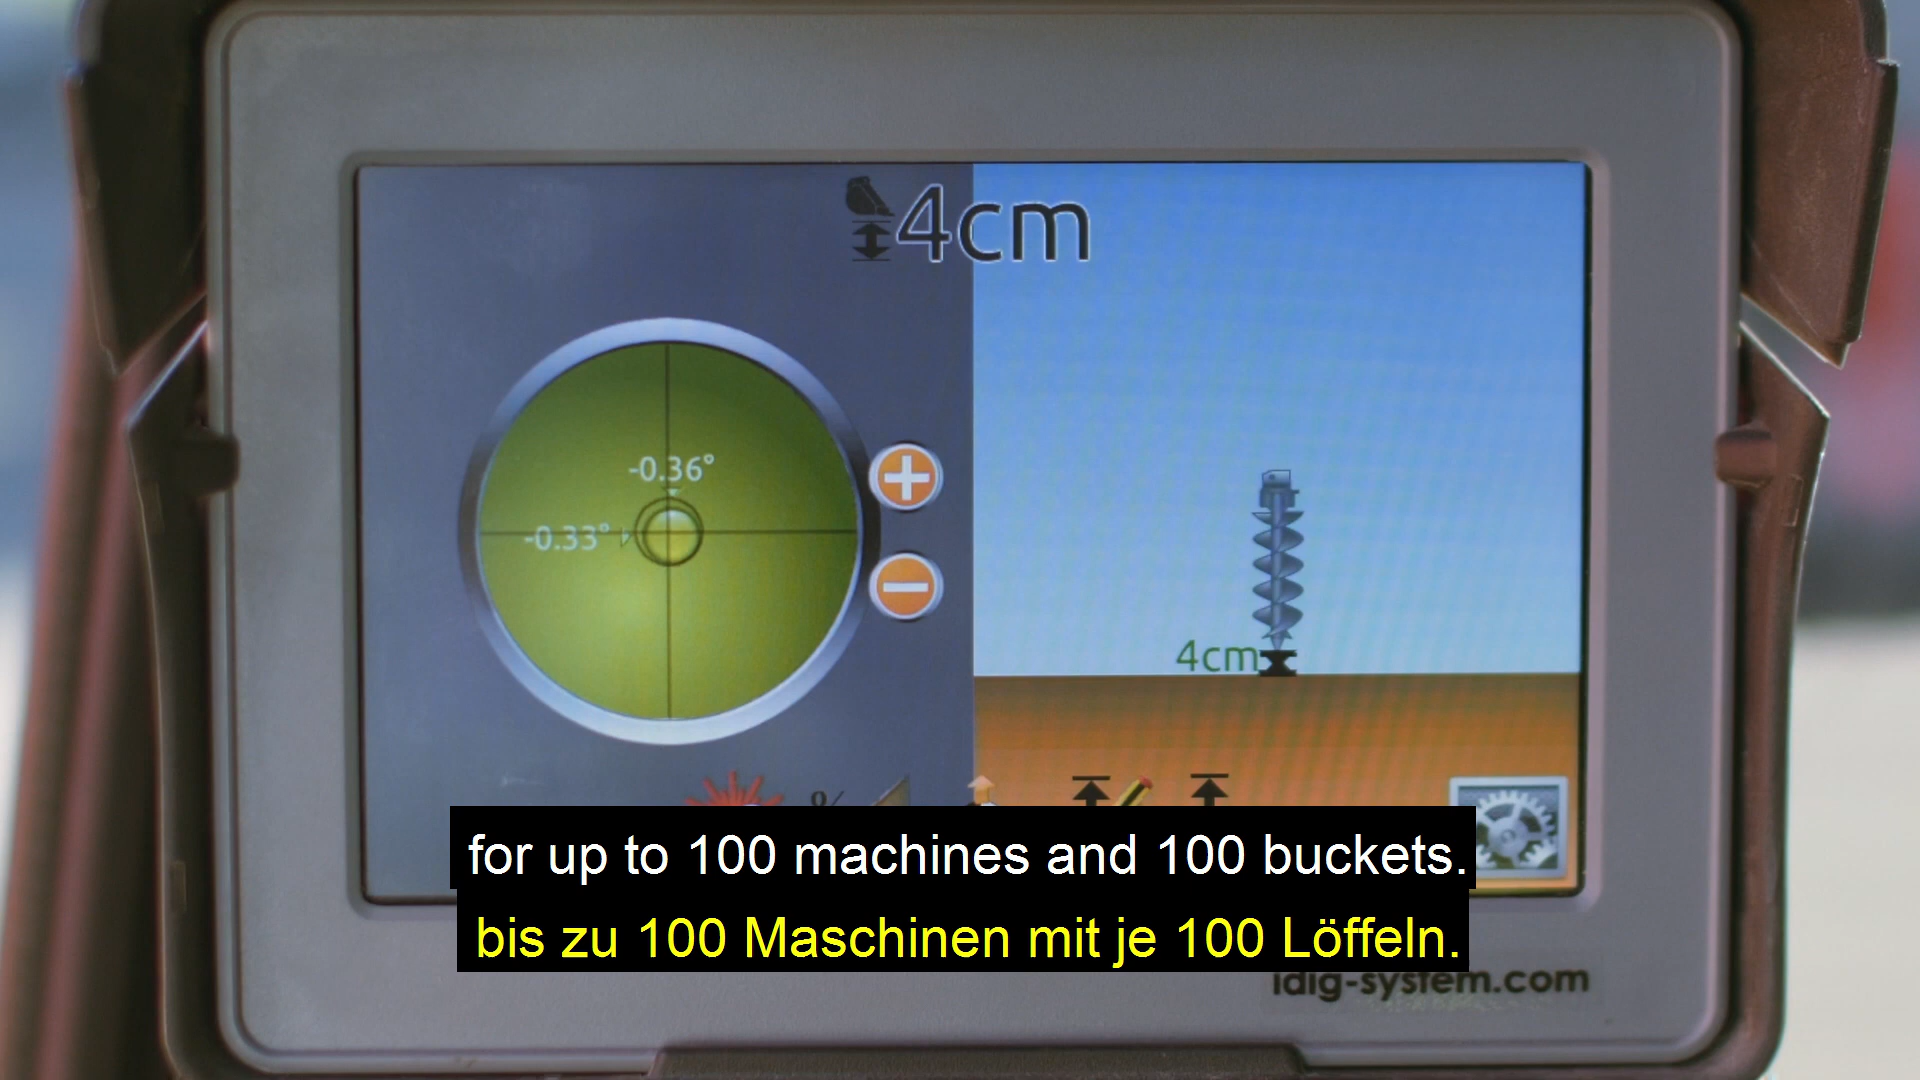 4cm
-0.36°
-0.33°
4cm
%
for up to 100 machines and 100 buckets.
bis zu 100 Maschinen mit je 100 Löffeln.
idig-system.com